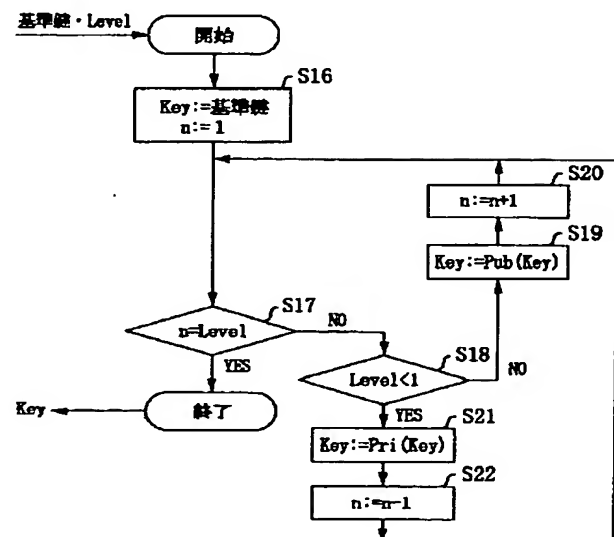 基準鍵・Level
開始
S16
Key:=基準鍵
n:=1
S20
n:=n+1
S19
Key:=Pub(Key)
S17
n=Level
NO
YES
S18
Level<1
NO
YES
Key
終了
S21
Key:=Pri(Key)
S22
n:=n-1